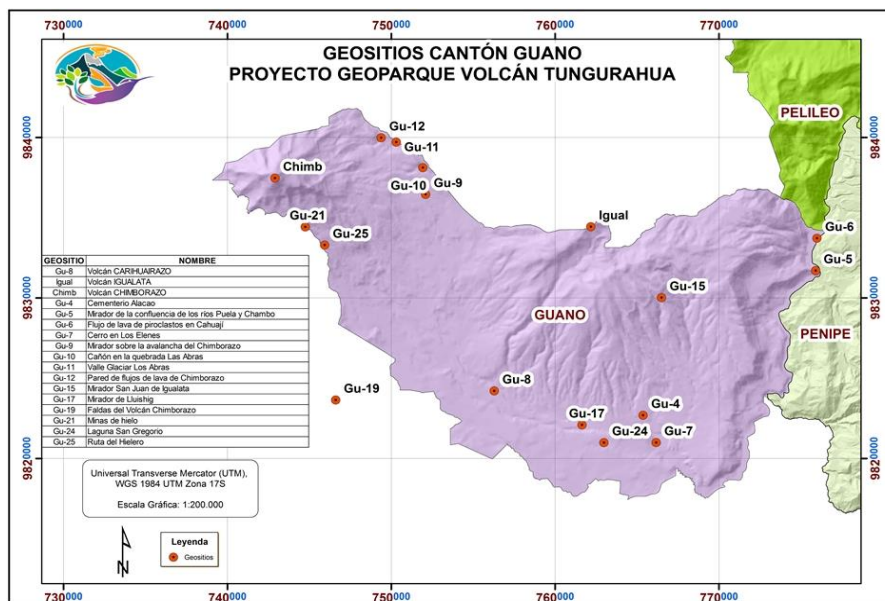 730000 740000 750000 760000 770000
GEOSITIOS CANTÓN GUANO
PROYECTO GEOPARQUE VOLCÁN TUNGURAHUA
PELILEO
9840000 9840000
Gu-12
Gu-11
Chimb
Gu-10 Gu-9
Gu-21
Igual
Gu-25
Gu-6
Gu-5
GEOSITIO NOMBRE
Gu-8 Volcán CARIHUAIRAZO
Igual Volcán IGUALATA
Chimb Volcán CHIMBORAZO
Gu-4 Cementerio Alacao
Gu-5 Mirador de la confluencia de los ríos Puela y Chambo
Gu-6 Flujo de lava de piroclastos en Cahuají
Gu-7 Cerro en Los Elenes
Gu-9 Mirador sobre la avalancha del Chimborazo
Gu-10 Cañón en la quebrada Las Abras
Gu-11 Valle Glaciar Los Abras
Gu-12 Pared de flujos de lava de Chimborazo
Gu-15 Mirador San Juan de Igualata
Gu-17 Mirador de Lluishig
Gu-19 Faldas del Volcán Chimborazo
Gu-21 Minas de hielo
Gu-24 Laguna San Gregorio
Gu-25 Ruta del Hielero
9830000 9830000
Gu-15
GUANO
PENIPE
Gu-19
Gu-8
Gu-4
Gu-17
Gu-24 Gu-7
9820000 9820000
Universal Transverse Mercator (UTM),
WGS 1984 UTM Zona 17S
Escala Gráfica: 1:200.000
N
Leyenda
Geositios
730000 740000 750000 760000 770000